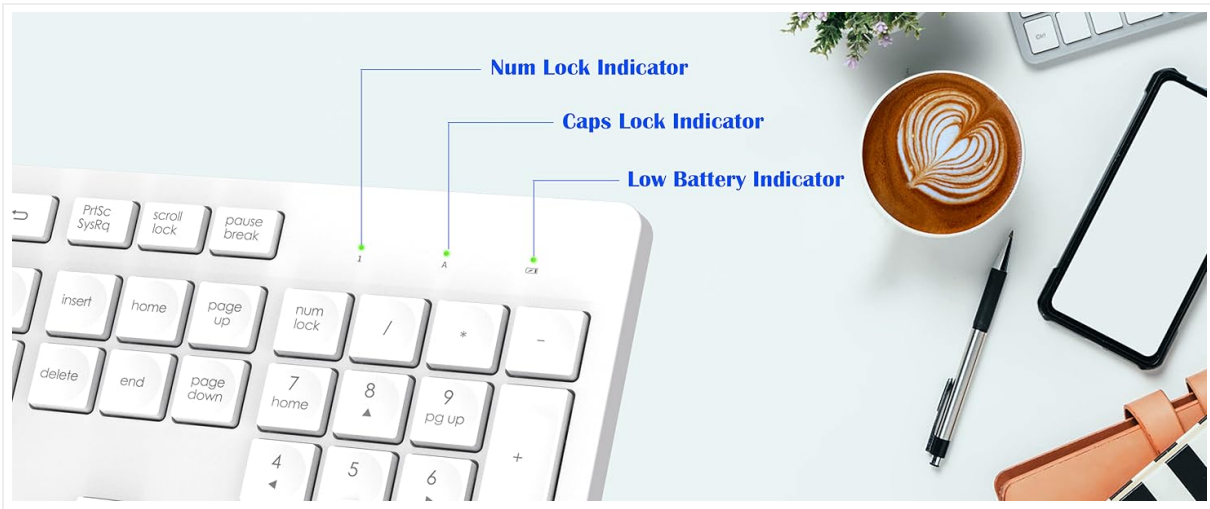 Num Lock Indicator
Caps Lock Indicator
Low Battery Indicator
Ctrl
PrtSc
SysRq
scroll
lock
pause
break
1
A
insert
home
page
up
num
lock
/
*
-
delete
end
page
down
7
home
8
9
pg up
+
4
5
6